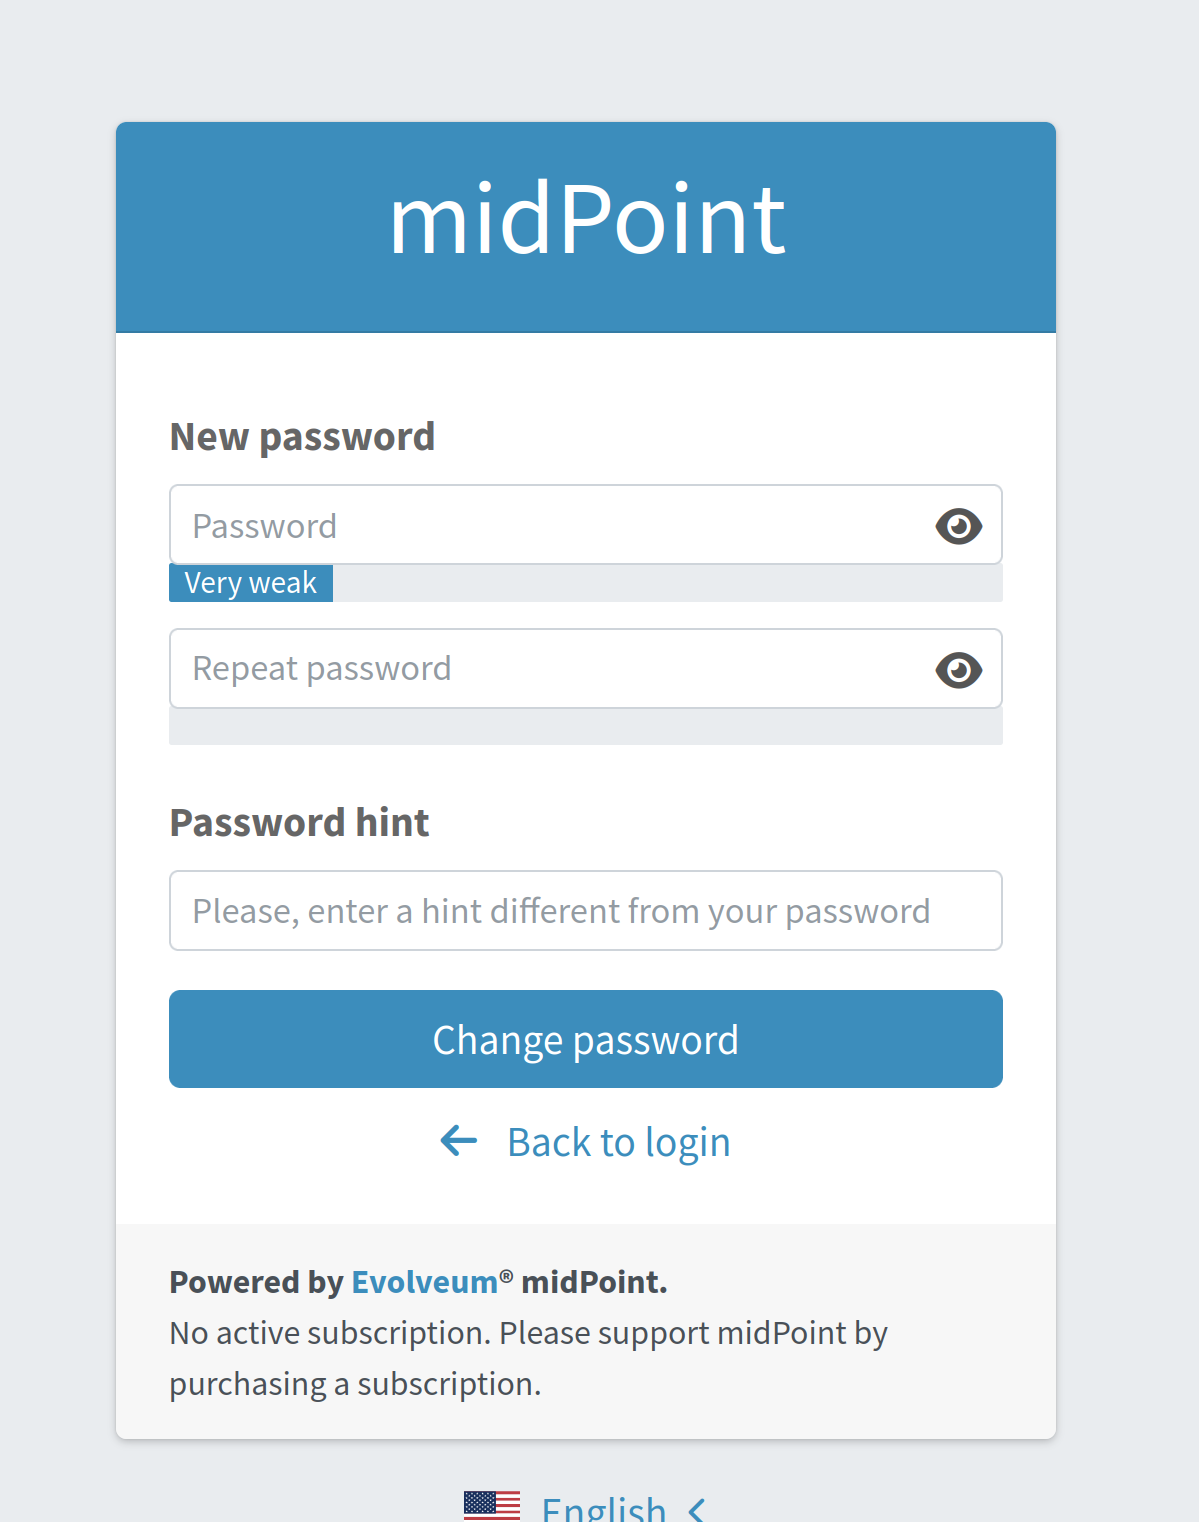 midPoint
New password
Password
Very weak
Repeat password
Password hint
Please, enter a hint different from your password
Change password
Back to login
Powered by Evolveum® midPoint.
No active subscription. Please support midPoint by
purchasing a subscription.
English